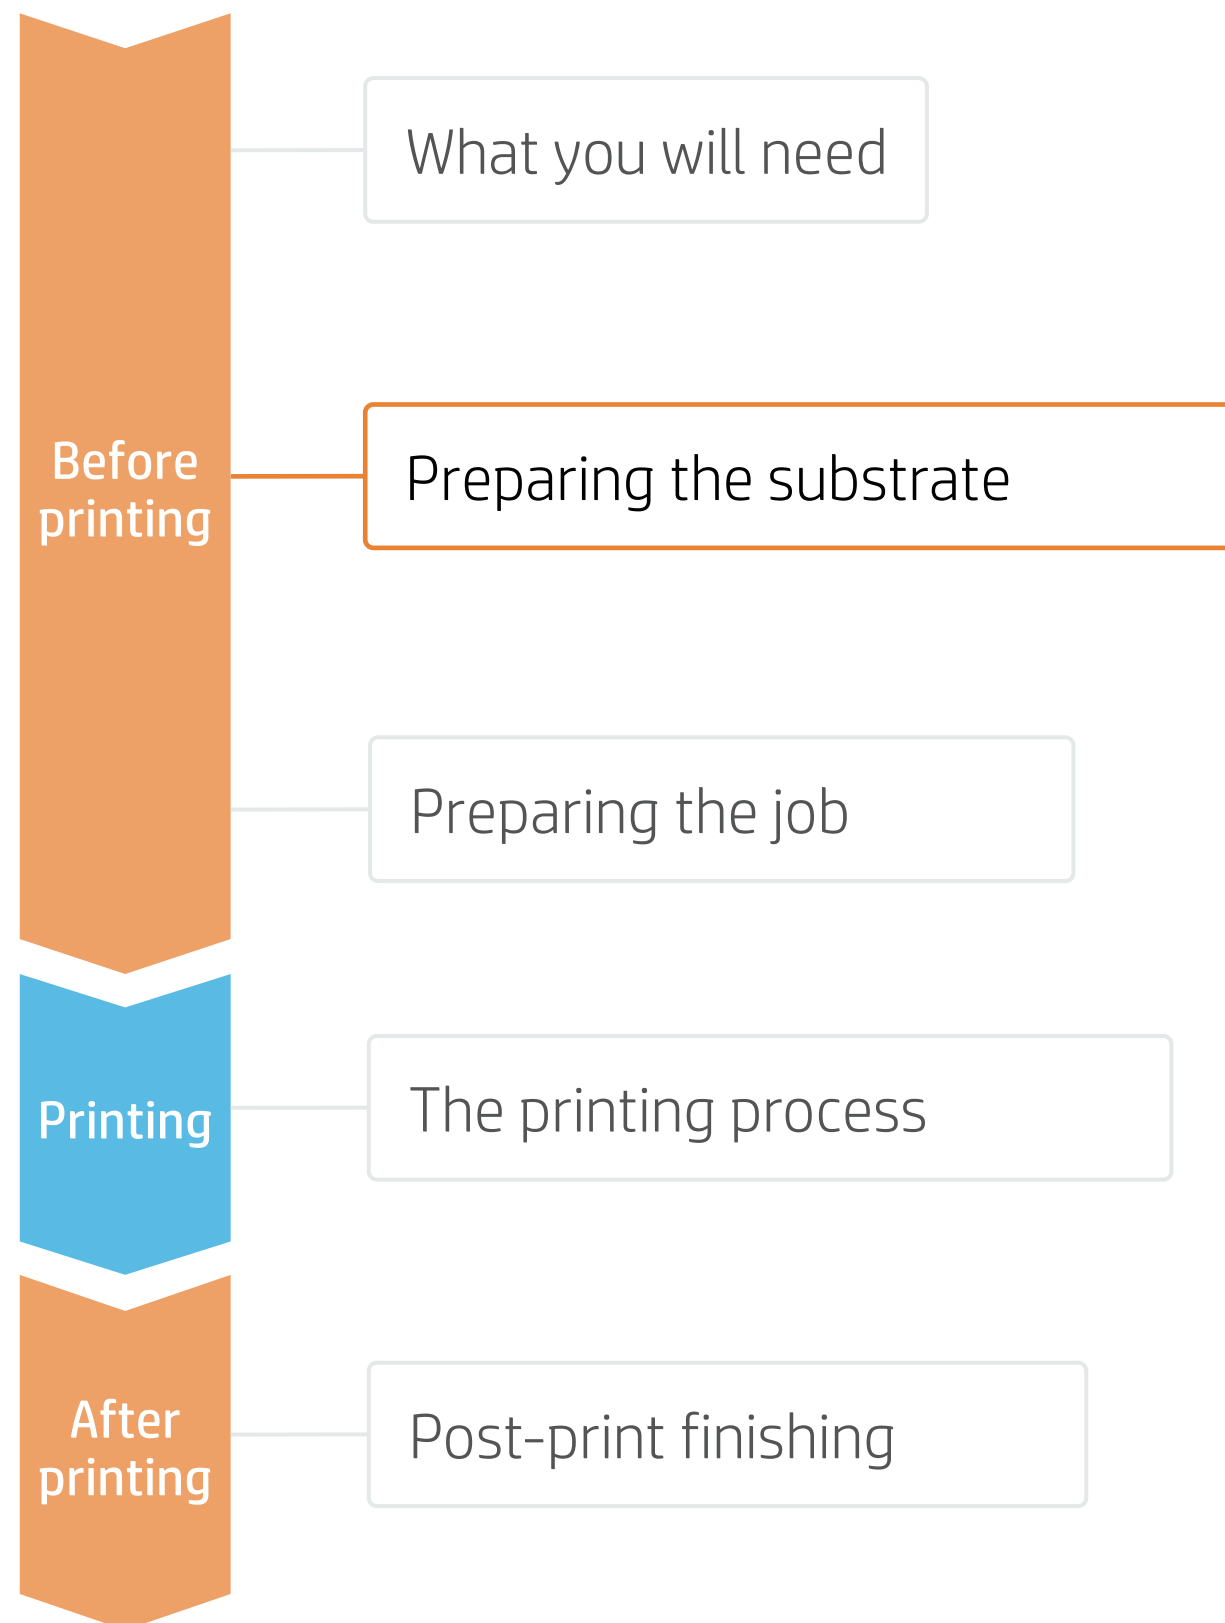 What you will need
Before
printing
Preparing the substrate
Preparing the job
Printing
The printing process
After
printing
Post-print finishing